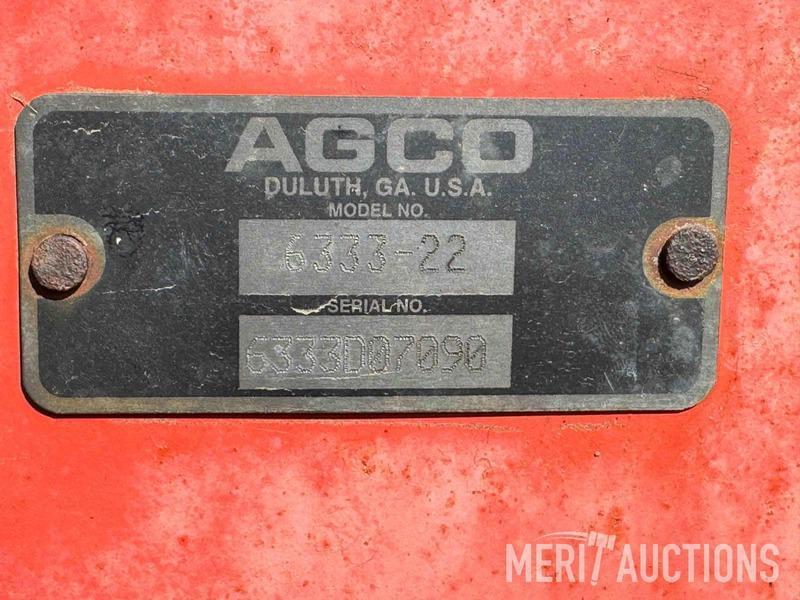 AGCO
DULUTH, GA. U.S.A.
MODEL NO.
6333-22
SERIAL NO.
6333D07090
MERIT AUCTIONS